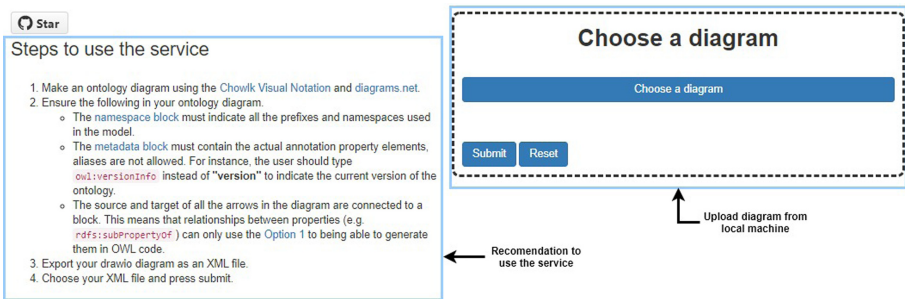 Star
Steps to use the service
1. Make an ontology diagram using the Chowlk Visual Notation and diagrams.net.
2. Ensure the following in your ontology diagram.
The namespace block must indicate all the prefixes and namespaces used
in the model.
The metadata block must contain the actual annotation property elements,
aliases are not allowed. For instance, the user should type
owl:versionInfo instead of "version" to indicate the current version of the
ontology.
The source and target of all the arrows in the diagram are connected to a
block. This means that relationships between properties (e.g.
rdfs:subPropertyOf) can only use the Option 1 to being able to generate
them in OWL code.
3. Export your drawio diagram as an XML file.
4. Choose your XML file and press submit.
Recomendation to
use the service
Choose a diagram
Choose a diagram
Submit Reset
Upload diagram from
local machine